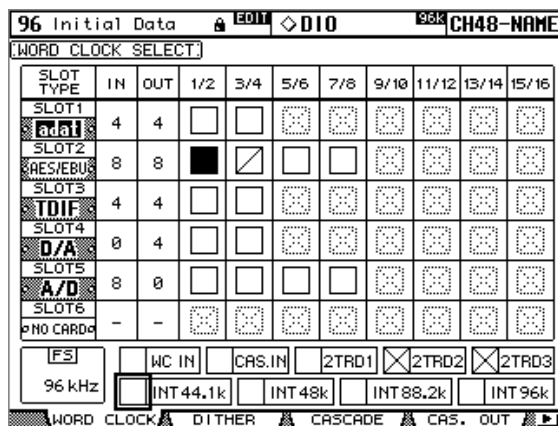 96 Initial Data EDIT ◇DIO 96k CH48-NAME
WORD CLOCK SELECT
SLOT TYPE IN OUT 1/2 3/4 5/6 7/8 9/10 11/12 13/14 15/16
SLOT1
adat 4 4
SLOT2
AES/EBU 8 8
SLOT3
TDIF 4 4
SLOT4
D/A 0 4
SLOT5
A/D 8 0
SLOT6
NO CARD - -
FS WC IN CAS.IN 2TRD1 2TRD2 2TRD3
96 kHz INT44.1k INT48k INT88.2k INT96k
WORD CLOCK DITHER CASCADE CAS. OUT